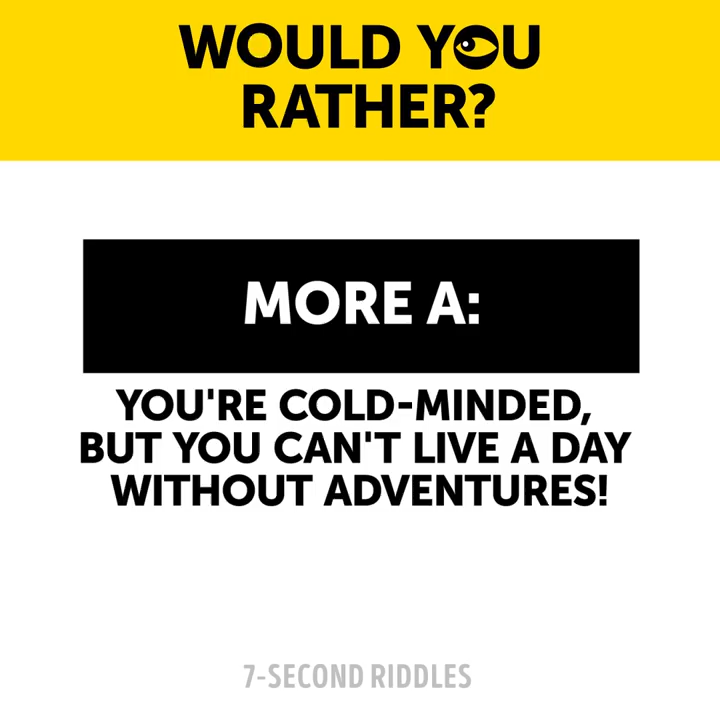 WOULD YOU
RATHER?
MORE A:
YOU'RE COLD-MINDED,
BUT YOU CAN'T LIVE A DAY
WITHOUT ADVENTURES!
7-SECOND RIDDLES